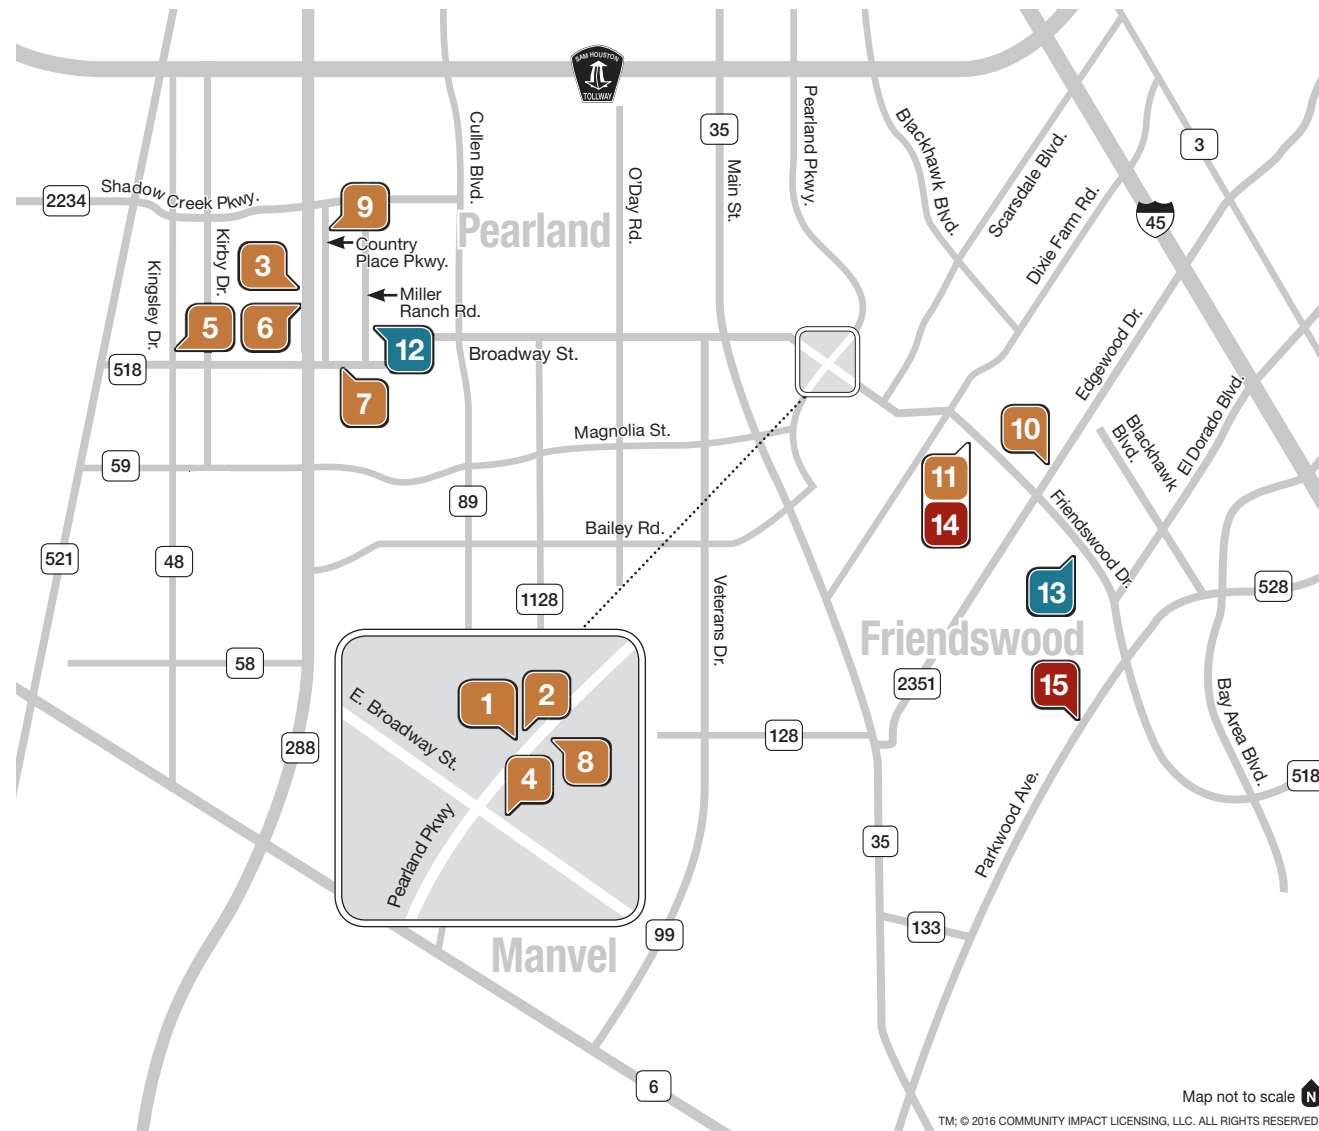 SAM HOUSTON
TOLLWAY
35
3
45
2234
Shadow Creek Pkwy.
9
Cullen Blvd.
Pearland
O'Day Rd.
Main St.
Pearland Pkwy.
Blackhawk Blvd.
Scarsdale Blvd.
Dixie Farm Rd.
Country
Place Pkwy.
Miller
Ranch Rd.
Kingsley Dr.
Kirby Dr.
3
5
6
12
Broadway St.
518
7
Edgewood Dr.
El Dorado Blvd.
Blackhawk
Blvd.
10
Magnolia St.
59
89
11
14
Friendswood Dr.
Bailey Rd.
521
48
1128
13
528
Veterans Dr.
Friendswood
58
2351
15
Bay Area Blvd.
1
2
E. Broadway St.
8
4
Pearland Pkwy
288
128
518
35
Parkwood Ave.
133
99
Manvel
6
Map not to scale
N
TM; © 2016 COMMUNITY IMPACT LICENSING, LLC. ALL RIGHTS RESERVED